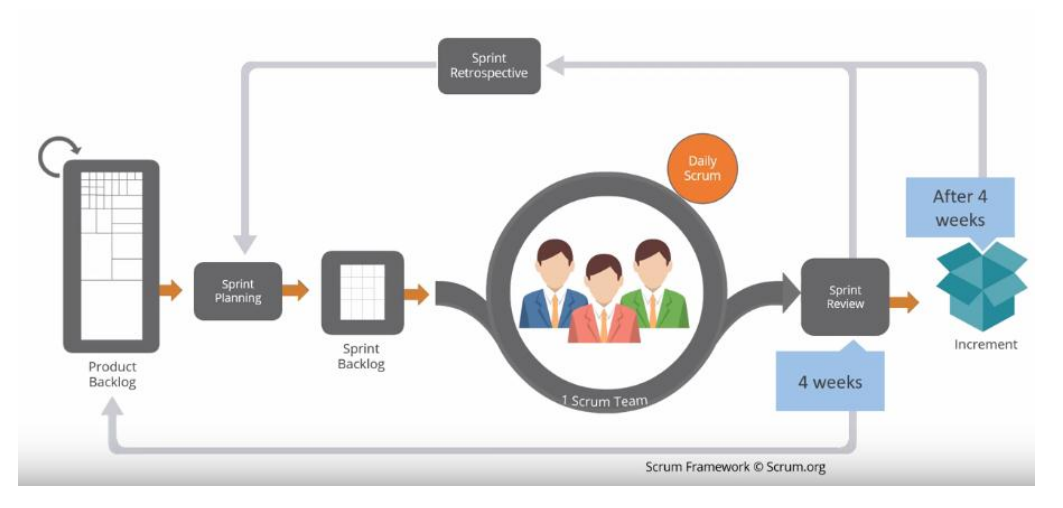 Sprint
Retrospective
Daily
Scrum
After 4
weeks
Sprint
Planning
Sprint
Review
Sprint
Backlog
Increment
Product
Backlog
4 weeks
1 Scrum Team
Scrum Framework © Scrum.org